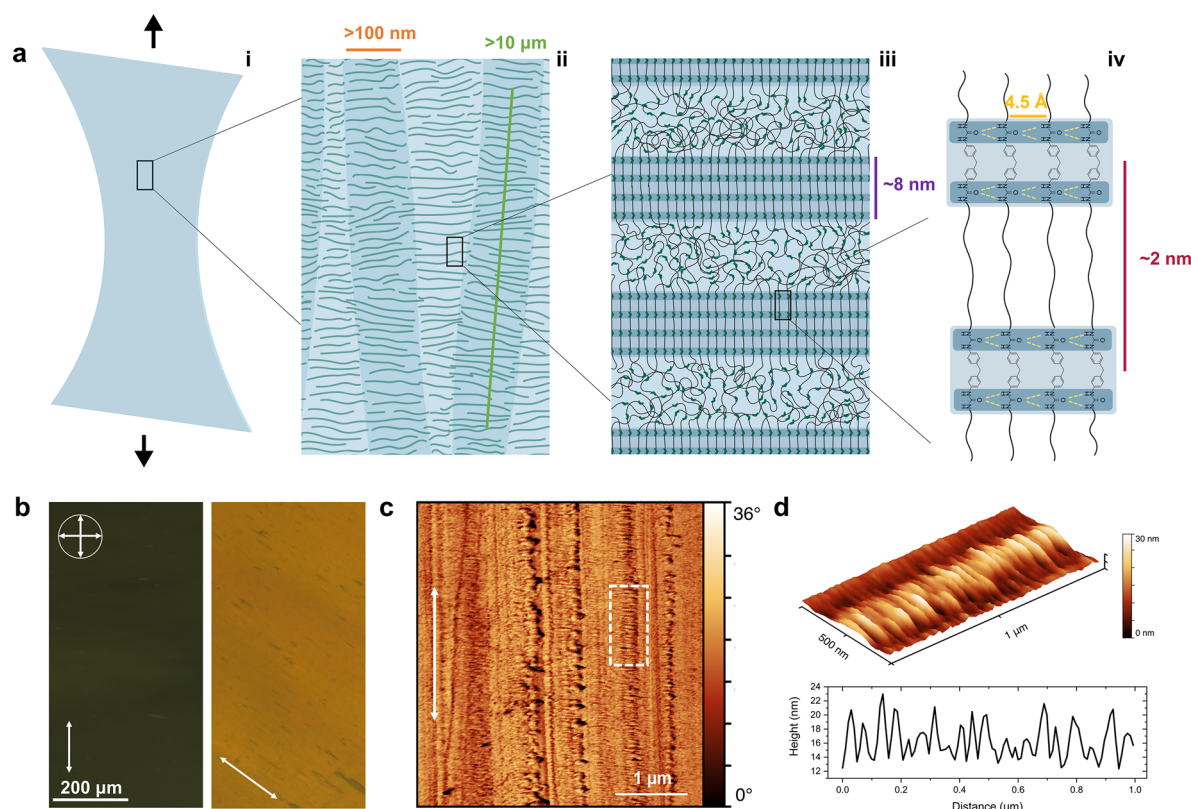 a
i
>100 nm
>10 µm
ii
iii
~8 nm
iv
4.5 Å
~2 nm
b
200 µm
c
36°
0°
1 µm
d
30 nm
0 nm
500 nm
1 µm
Height (nm)
24
22
20
18
16
14
12
0.0 0.2 0.4 0.6 0.8 1.0
Distance (um)